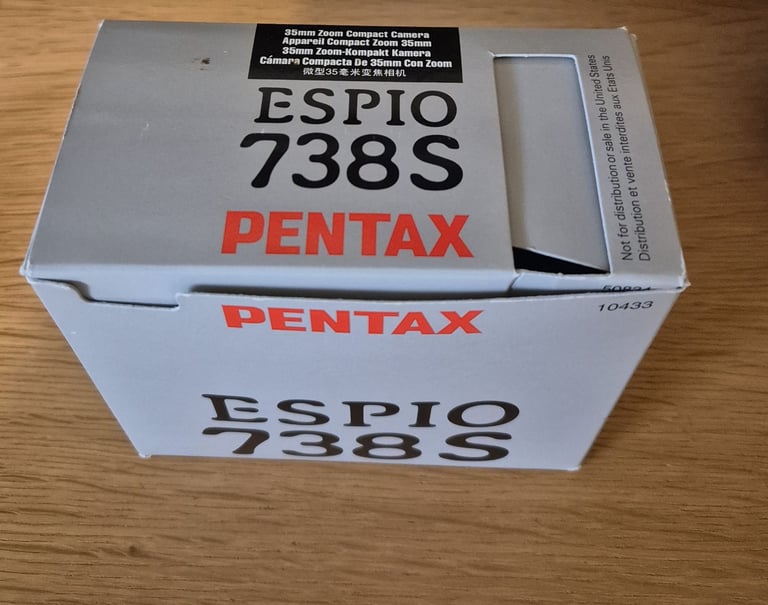 35mm Zoom Compact Camera
Appareil Compact Zoom 35mm
35mm Zoom-Kompakt Kamera
Cámara Compacta De 35mm Con Zoom
微型35毫米变焦相机
ESPIO
738S
PENTAX
Not for distribution or sale in the United States
Distribution et vente interdites aux Etats Unis
10433
PENTAX
ESPIO
738S